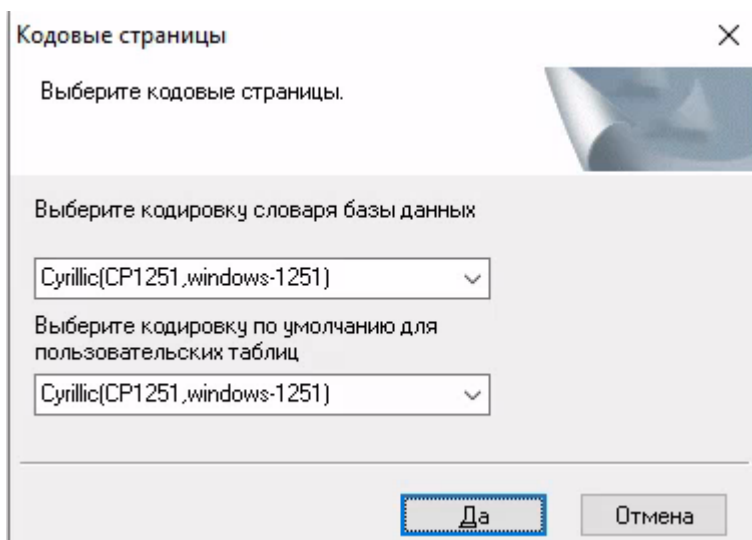 Кодовые страницы
Выберите кодовые страницы.
Выберите кодировку словаря базы данных
Cyrillic(CP1251,windows-1251)
Выберите кодировку по умолчанию для
пользовательских таблиц
Cyrillic(CP1251,windows-1251)
Да
Отмена